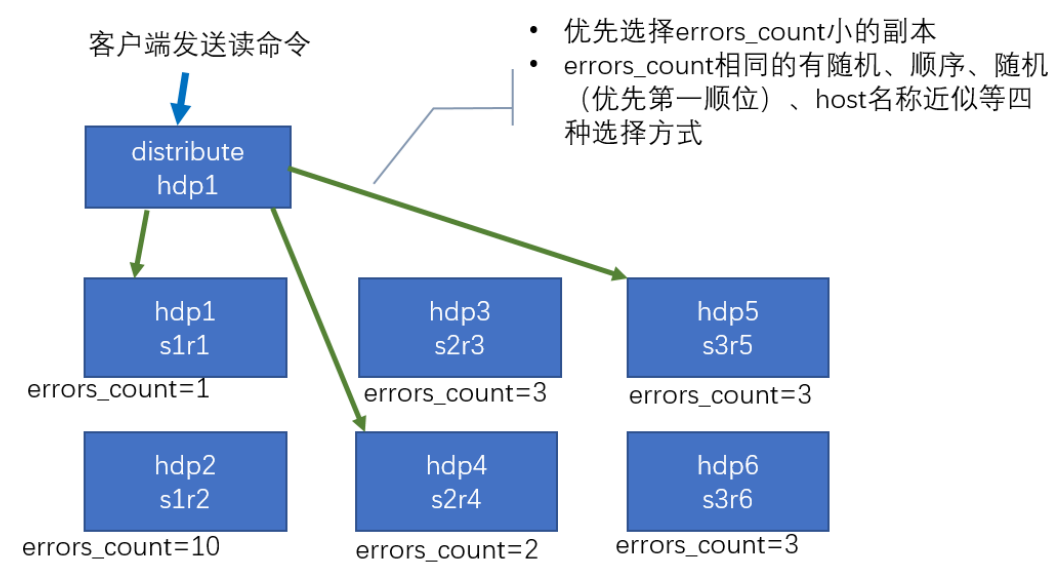 客户端发送读命令
• 优先选择errors_count小的副本
• errors_count相同的有随机、顺序、随机
（优先第一顺位）、host名称近似等四
种选择方式
distribute
hdp1
hdp1
s1r1
errors_count=1
hdp3
s2r3
errors_count=3
hdp5
s3r5
errors_count=3
hdp2
s1r2
errors_count=10
hdp4
s2r4
errors_count=2
hdp6
s3r6
errors_count=3